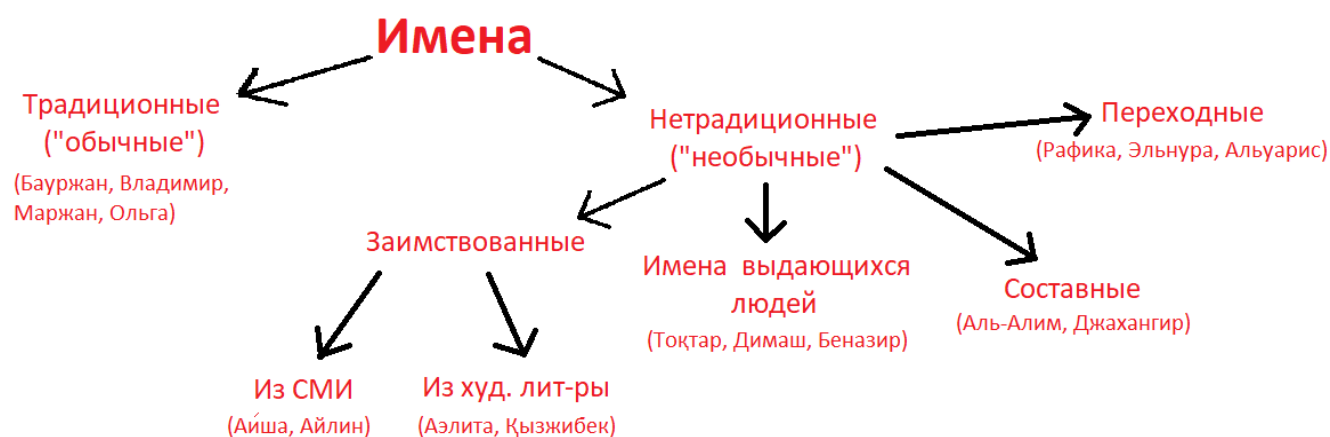 Имена
Традиционные
("обычные")
(Бауржан, Владимир,
Маржан, Ольга)
Нетрадиционные
("необычные")
Переходные
(Рафика, Эльнура, Альуарис)
Заимствованные
Имена выдающихся
людей
(Тоқтар, Димаш, Беназир)
Составные
(Аль-Алим, Джахангир)
Из СМИ
(Аи́ша, Айлин)
Из худ. лит-ры
(Аэлита, Қызжибек)